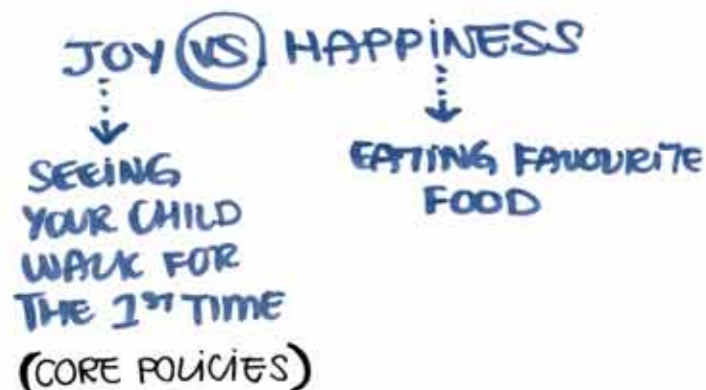 JOY VS. HAPPINESS
SEEING
YOUR CHILD
WALK FOR
THE 1ST TIME
(CORE POLICIES)
EATING FAVOURITE
FOOD